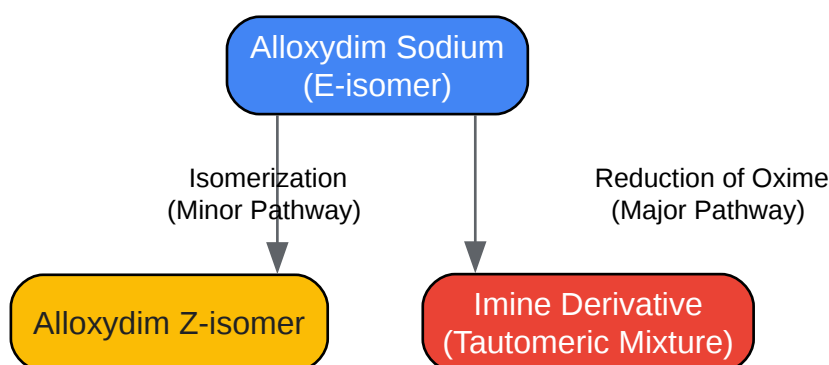 Alloxydim Sodium
(E-isomer)
Isomerization
(Minor Pathway)
Reduction of Oxime
(Major Pathway)
Alloxydim Z-isomer
Imine Derivative
(Tautomeric Mixture)